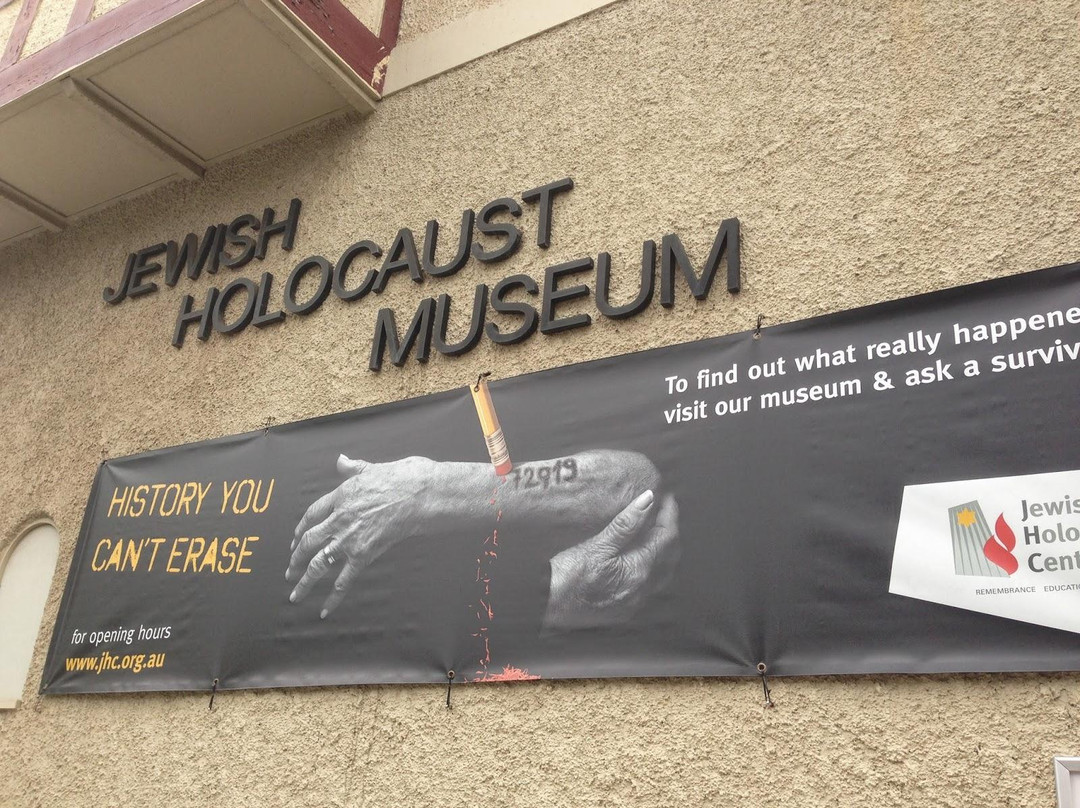 JEWISH
HOLOCAUST
MUSEUM
To find out what really happene
visit our museum & ask a surviv
HISTORY YOU
CAN'T ERASE
72919
for opening hours
www.jhc.org.au
Jewis
Holo
Cent
REMEMBRANCE EDUCATIO